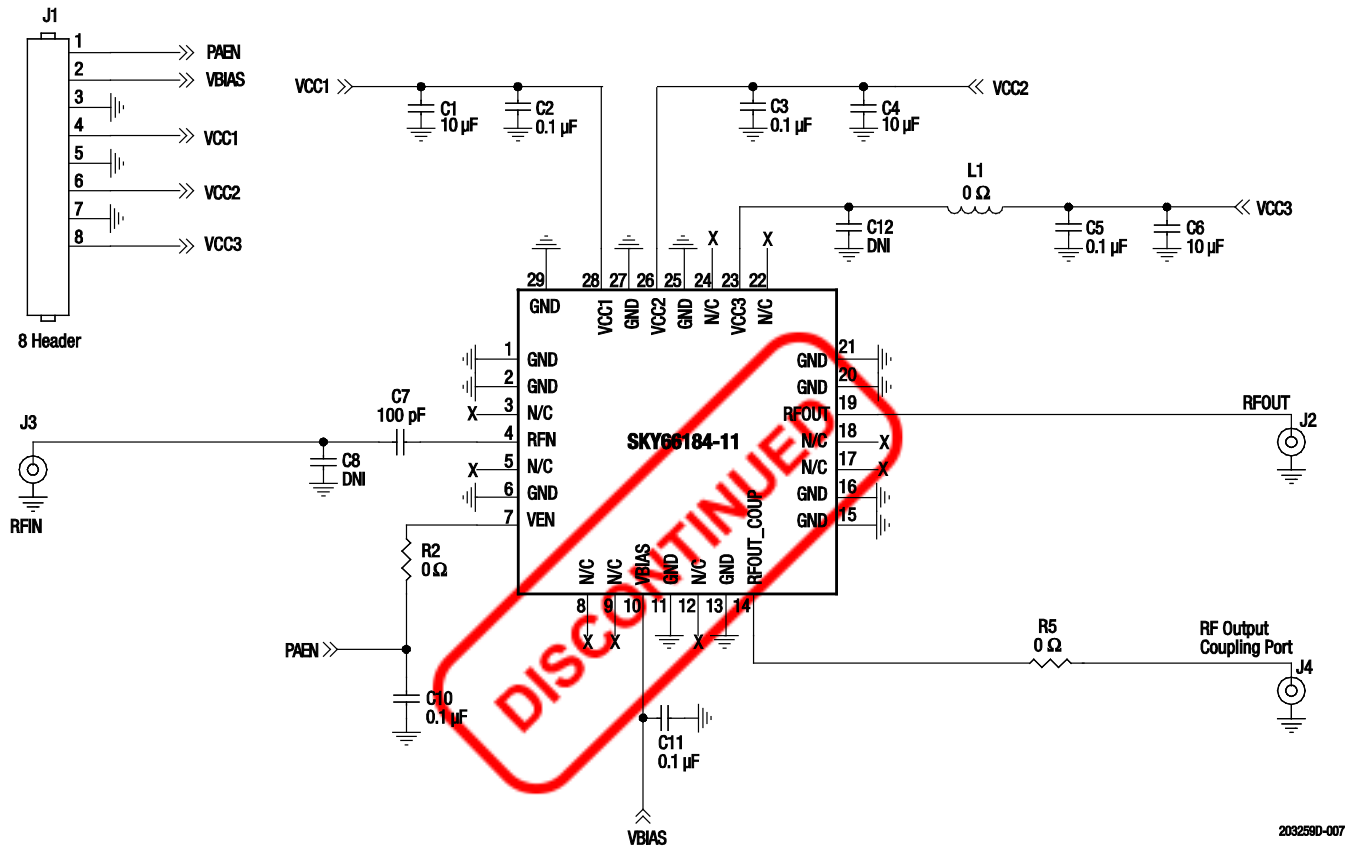 J1
1
PAEN
2
VBIAS
3
4
VCC1
5
6
VCC2
7
8
VCC3
8 Header
VCC1
C1
10 µF
C2
0.1 µF
C3
0.1 µF
C4
10 µF
VCC2
L1
0 Ω
C12
DNI
C5
0.1 µF
C6
10 µF
VCC3
X
X
29
28
27
26
25
24
23
22
GND
VCC1
GND
VCC2
GND
N/C
VCC3
N/C
1
GND
2
GND
X
3
N/C
4
RFN
X
5
N/C
6
GND
7
VEN
J3
RFIN
C8
DNI
C7
100 pF
SKY66184-11
GND
21
GND
20
RFOUT
19
N/C
18
X
N/C
17
X
GND
16
GND
15
RFOUT
J2
N/C
N/C
VBIAS
GND
N/C
GND
RFOUT_COUP
8
9
10
11
12
13
14
X
X
X
R2
0 Ω
PAEN
C10
0.1 µF
C11
0.1 µF
VBIAS
R5
0 Ω
RF Output
Coupling Port
J4
DISCONTINUED
203259D-007